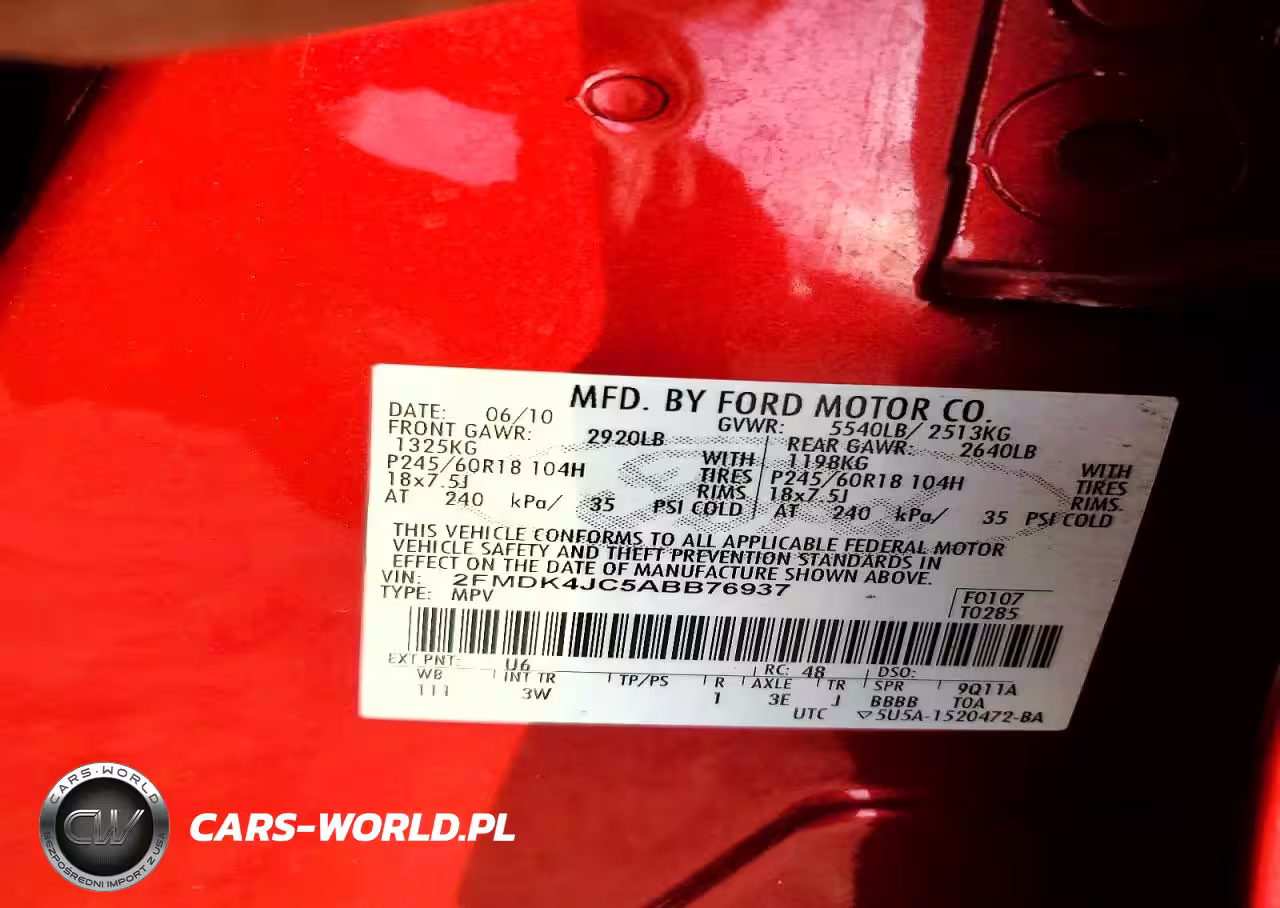 MFD. BY FORD MOTOR CO.
DATE: 06/10 GVWR: 5540LB/ 2513KG
FRONT GAWR: 2920LB REAR GAWR: 2640LB
1325KG WITH 1198KG WITH
P245/60R18 104H TIRES P245/60R18 104H TIRES
18x7.5J RIMS 18x7.5J RIMS.
AT 240 kPa/ 35 PSI COLD AT 240 kPa/ 35 PSI COLD
THIS VEHICLE CONFORMS TO ALL APPLICABLE FEDERAL MOTOR
VEHICLE SAFETY AND THEFT PREVENTION STANDARDS IN
EFFECT ON THE DATE OF MANUFACTURE SHOWN ABOVE.
VIN: 2FMDK4JC5ABB76937
TYPE: MPV
F0107
T0285
EXT PNT: U6 RC: 48 DSO:
WB INT TR TP/PS R AXLE TR SPR 9Q11A
111 3W 1 3E J BBBB T0A
UTC ▽5U5A-1520472-BA
CARS-WORLD
CW
BEZPOŚREDNI IMPORT Z USA
CARS-WORLD.PL